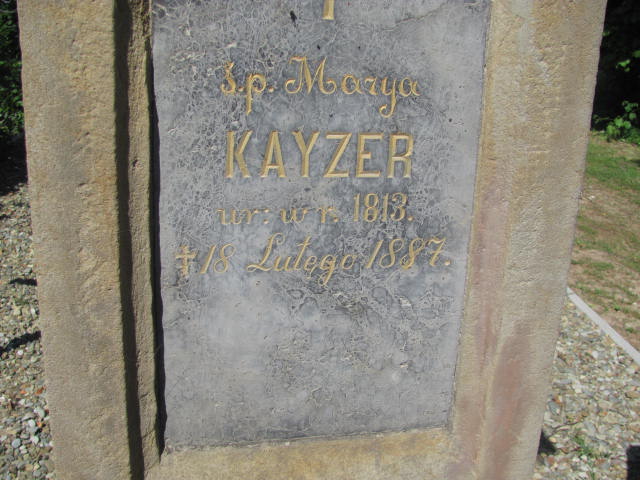 ś.p. Marya
KAYZER
ur: w r. 1813.
† 18 Lutego 1887.